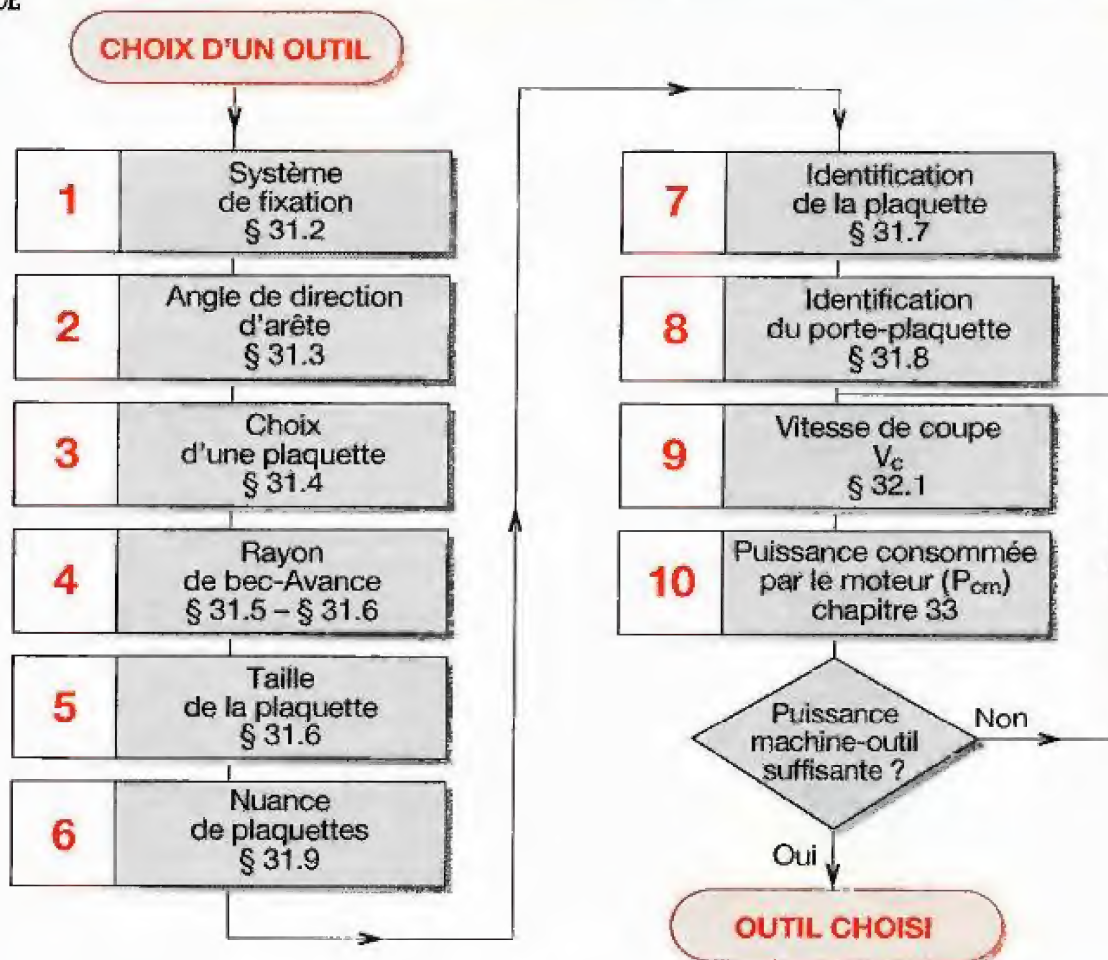 CHOIX D'UN OUTIL
1
Système
de fixation
§ 31.2
2
Angle de direction
d'arête
§ 31.3
3
Choix
d'une plaquette
§ 31.4
4
Rayon
de bec-Avance
§ 31.5 – § 31.6
5
Taille
de la plaquette
§ 31.6
6
Nuance
de plaquettes
§ 31.9
7
Identification
de la plaquette
§ 31.7
8
Identification
du porte-plaquette
§ 31.8
9
Vitesse de coupe
Vc
§ 32.1
10
Puissance consommée
par le moteur (Pcm)
chapitre 33
Puissance
machine-outil
suffisante ?
Non
Oui
OUTIL CHOISI